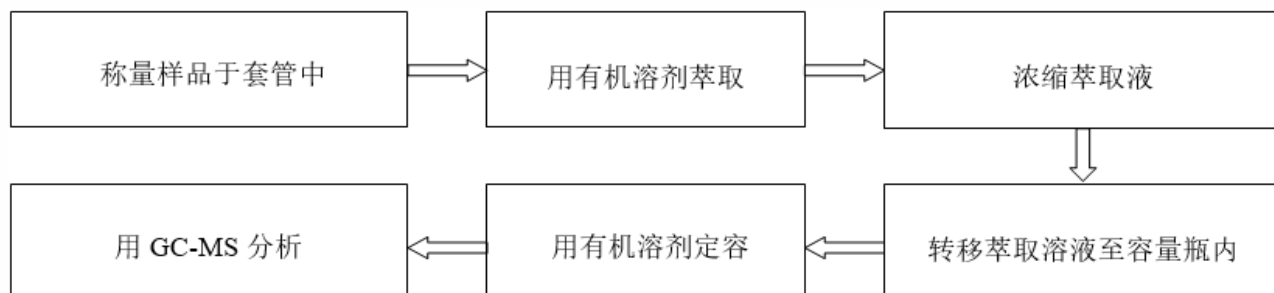 称量样品于套管中
用有机溶剂萃取
浓缩萃取液
转移萃取溶液至容量瓶内
用有机溶剂定容
用 GC-MS 分析